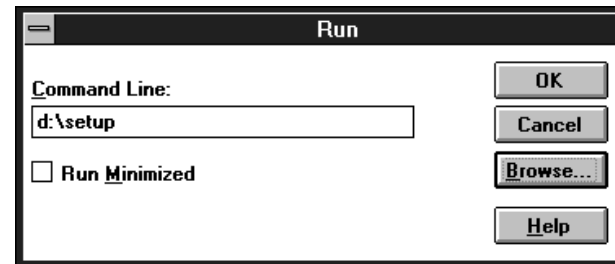 Run
Command Line:
d:\setup
Run Minimized
OK
Cancel
Browse...
Help